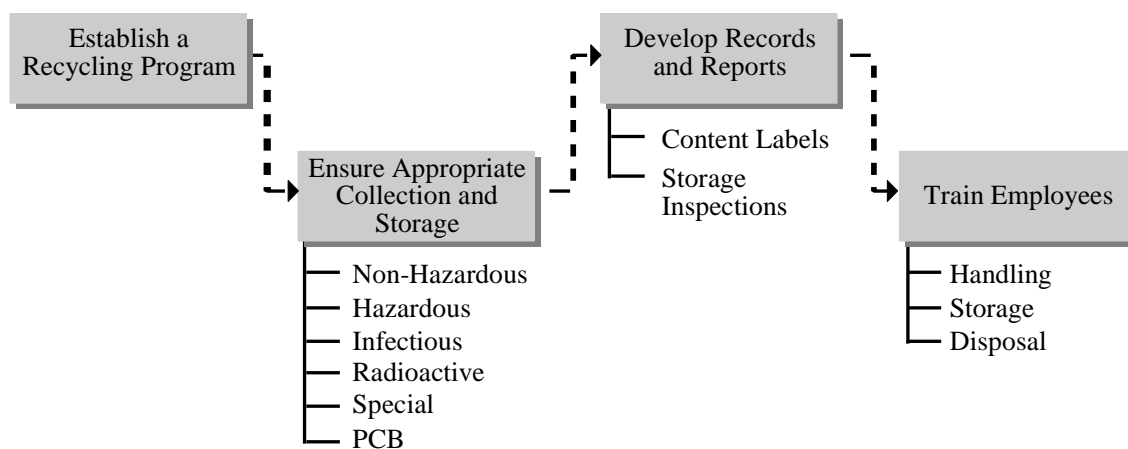 Establish a
Recycling Program
Ensure Appropriate
Collection and
Storage
Non-Hazardous
Hazardous
Infectious
Radioactive
Special
PCB
Develop Records
and Reports
Content Labels
Storage
Inspections
Train Employees
Handling
Storage
Disposal